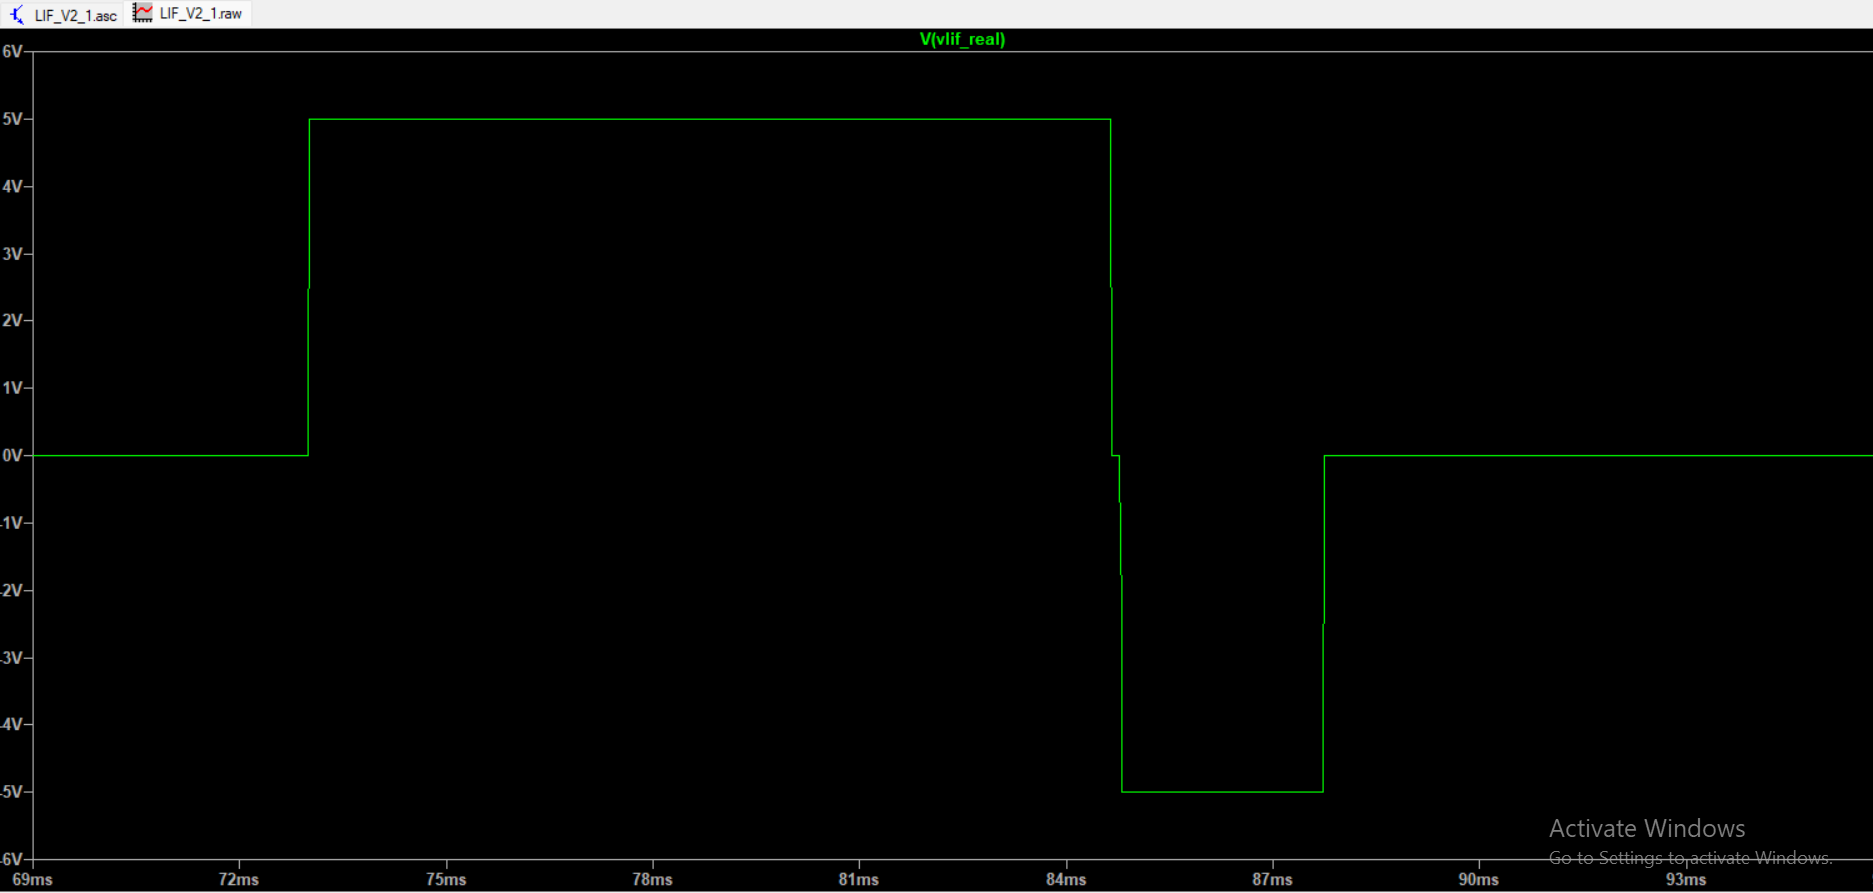 LIF_V2_1.asc LIF_V2_1.raw
V(vlif_real)
6V
5V
4V
3V
2V
1V
0V
-1V
-2V
-3V
-4V
-5V
-6V
69ms 72ms 75ms 78ms 81ms 84ms 87ms 90ms 93ms
Activate Windows
Go to Settings to activate Windows.